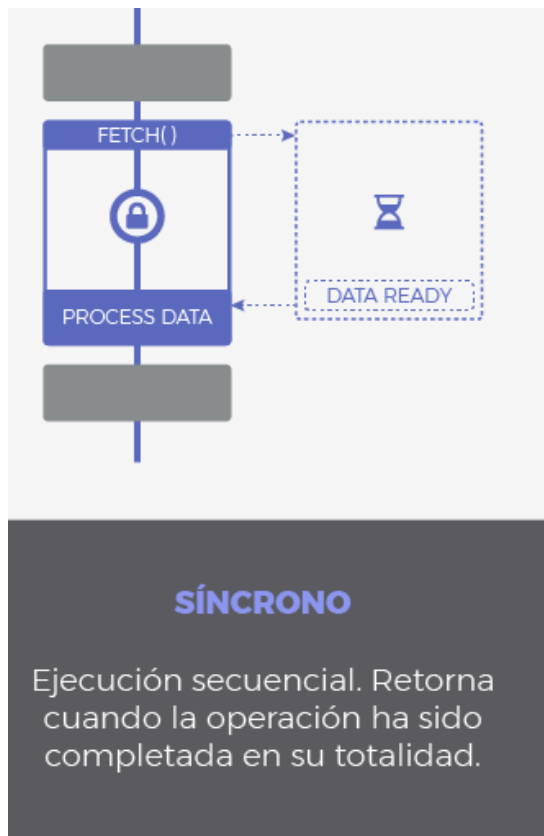 FETCH( )
DATA READY
PROCESS DATA
SÍNCRONO
Ejecución secuencial. Retorna
cuando la operación ha sido
completada en su totalidad.